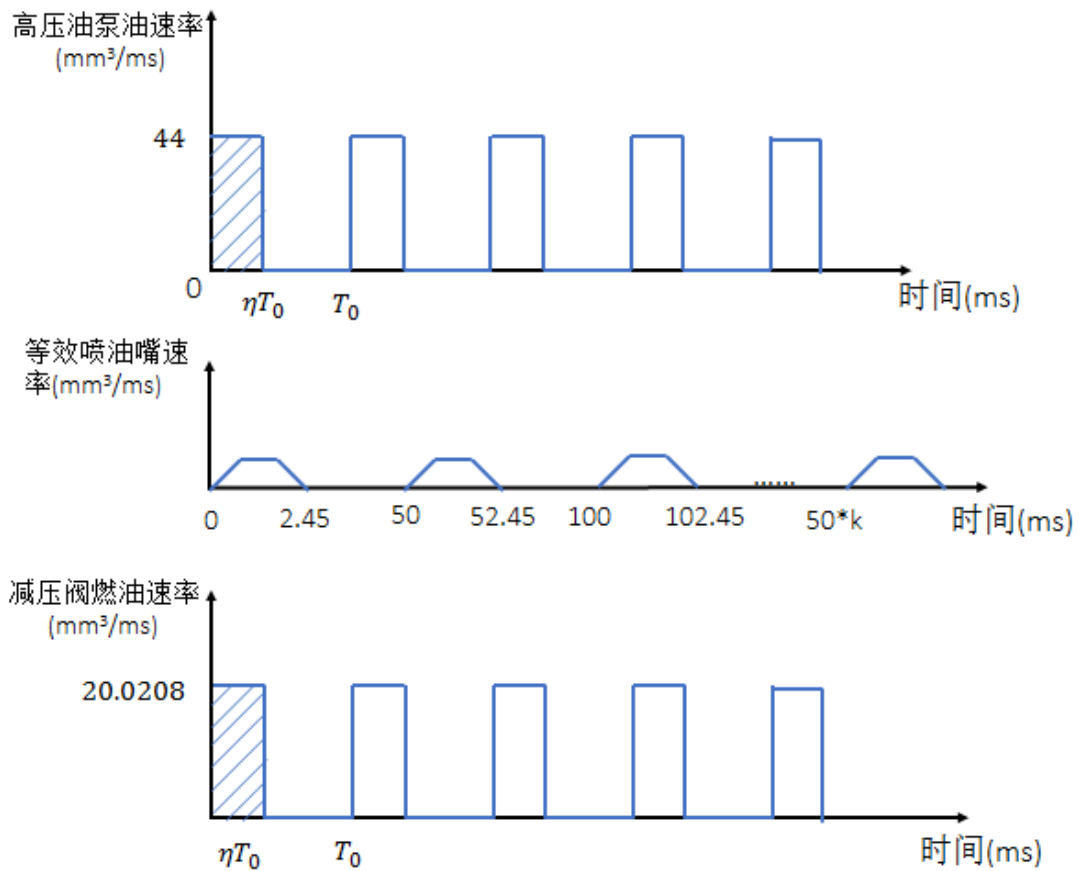 高压油泵油速率
(mm³/ms)
44
0
ηT₀
T₀
时间(ms)
等效喷油嘴速
率(mm³/ms)
0
2.45
50
52.45
100
102.45
......
50*k
时间(ms)
减压阀燃油速率
(mm³/ms)
20.0208
ηT₀
T₀
时间(ms)